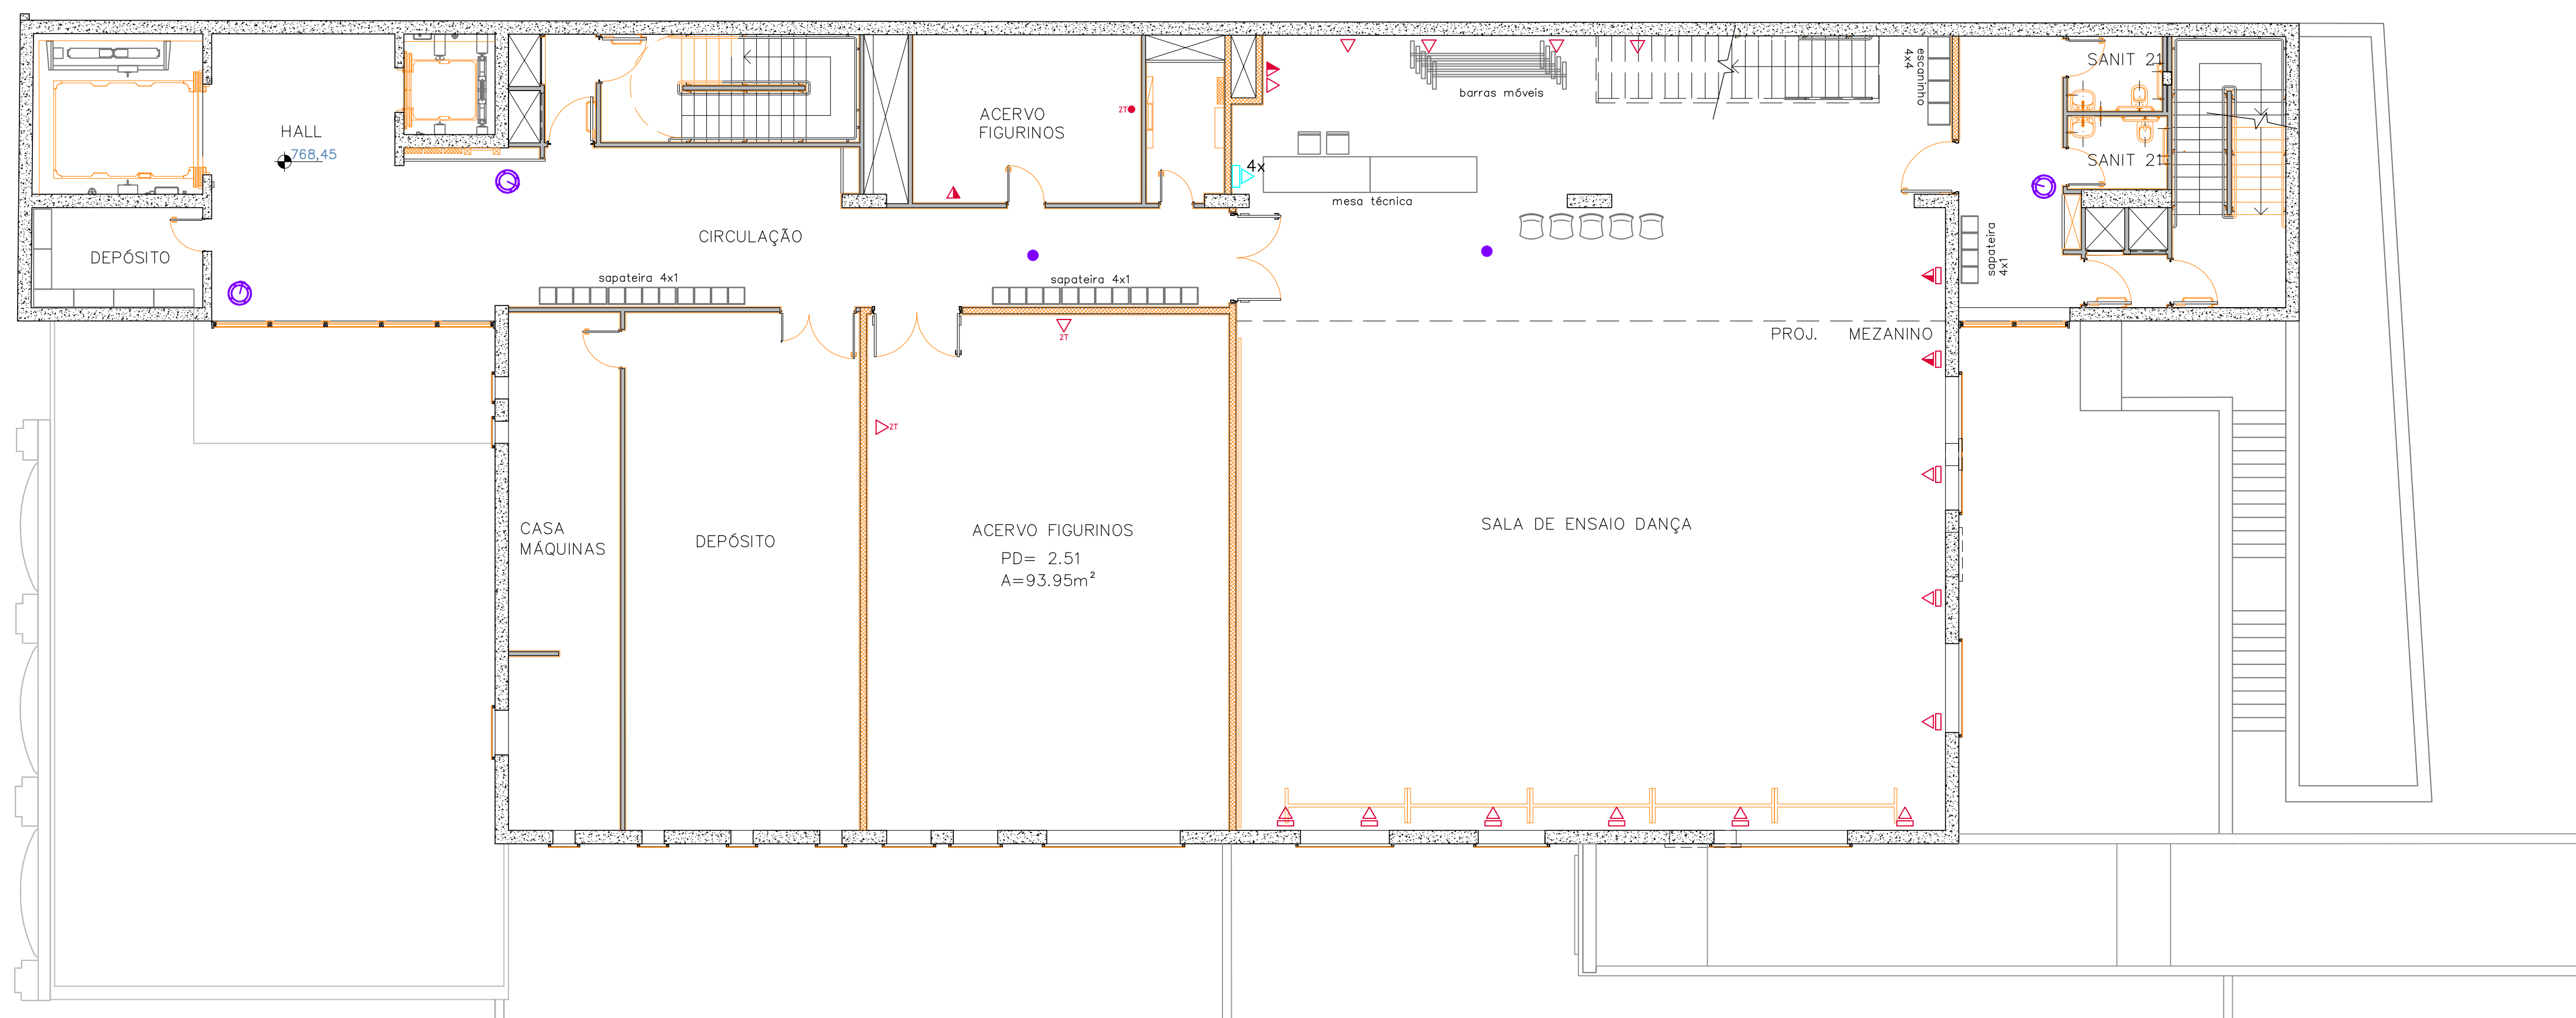 SANIT 21
escaninho
4x4
barras móveis
ACERVO
FIGURINOS
2T
HALL
768,45
4x
SANIT 21
mesa técnica
CIRCULAÇÃO
DEPÓSITO
sapateira
4x1
sapateira 4x1
sapateira 4x1
PROJ. MEZANINO
2T
2T
CASA
MÁQUINAS
DEPÓSITO
ACERVO FIGURINOS
PD= 2.51
A=93.95m²
SALA DE ENSAIO DANÇA